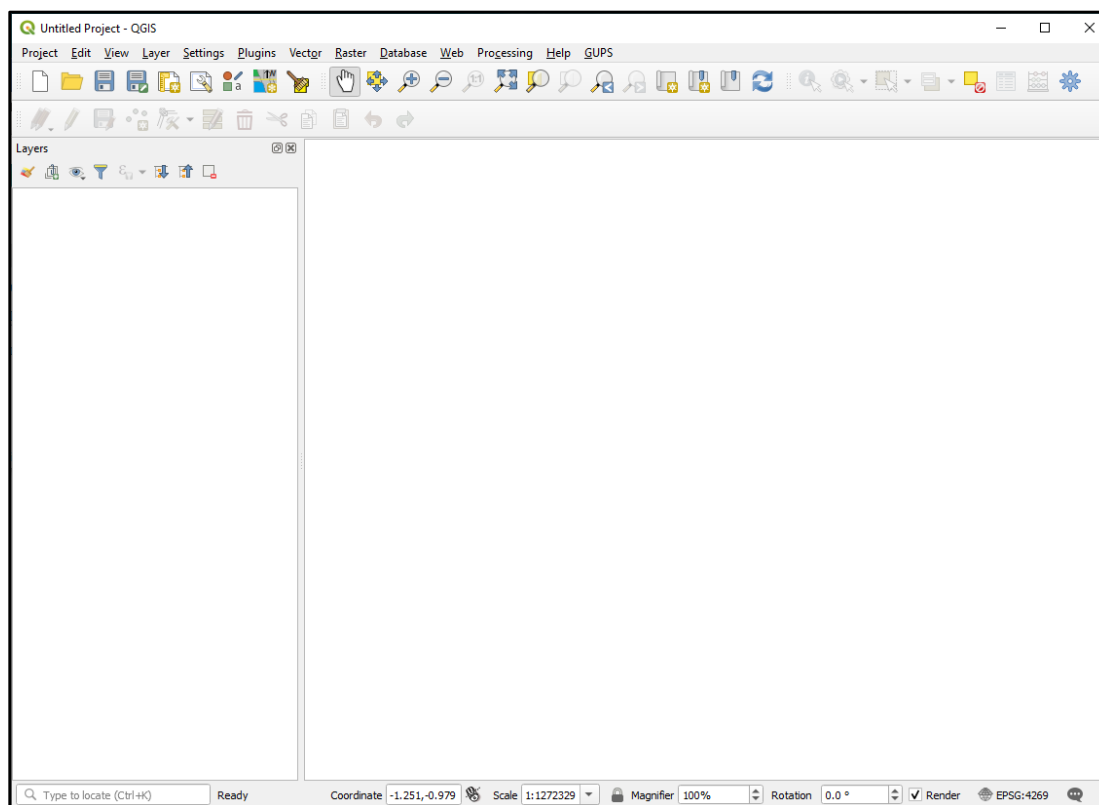 Untitled Project - QGIS
Project Edit View Layer Settings Plugins Vector Raster Database Web Processing Help GUPS
Layers
Type to locate (Ctrl+K) Ready Coordinate -1.251,-0.979 Scale 1:1272329 Magnifier 100% Rotation 0.0 ° Render EPSG:4269